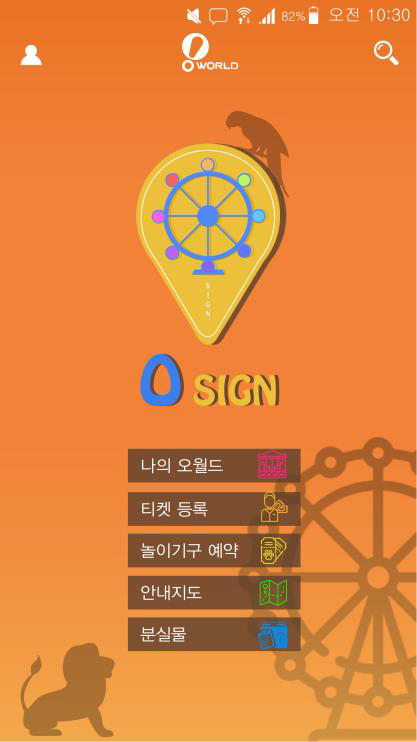 82% 오전 10:30
O WORLD
SIGN
O SIGN
나의 오월드
티켓 등록
놀이기구 예약
안내지도
분실물